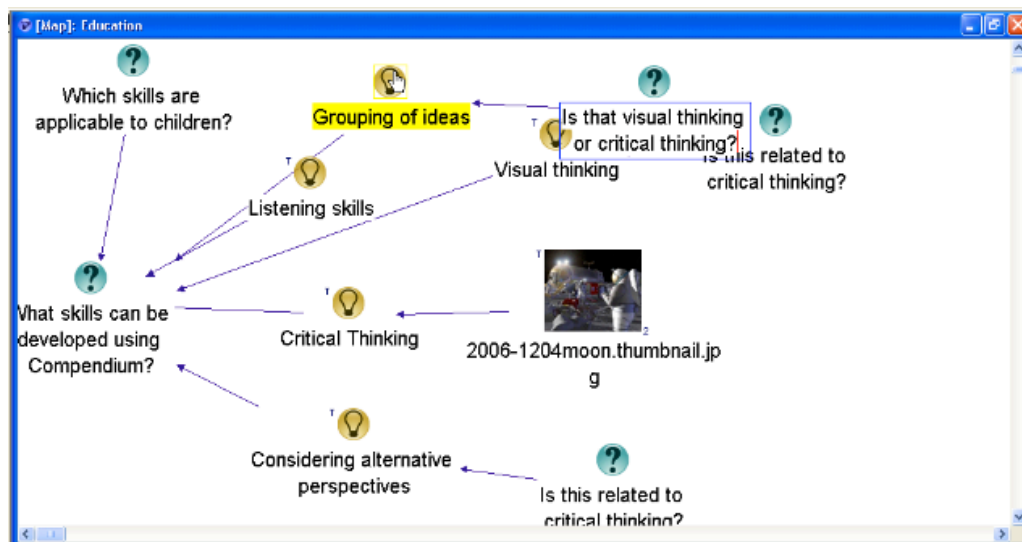 [Map]: Education
Which skills are
applicable to children?
Grouping of ideas
Is that visual thinking
or critical thinking?
Is this related to
critical thinking?
T
Visual thinking
T
Listening skills
What skills can be
developed using
Compendium?
T
Critical Thinking
T
2
2006-1204moon.thumbnail.jp
g
T
Considering alternative
perspectives
Is this related to
critical thinking?